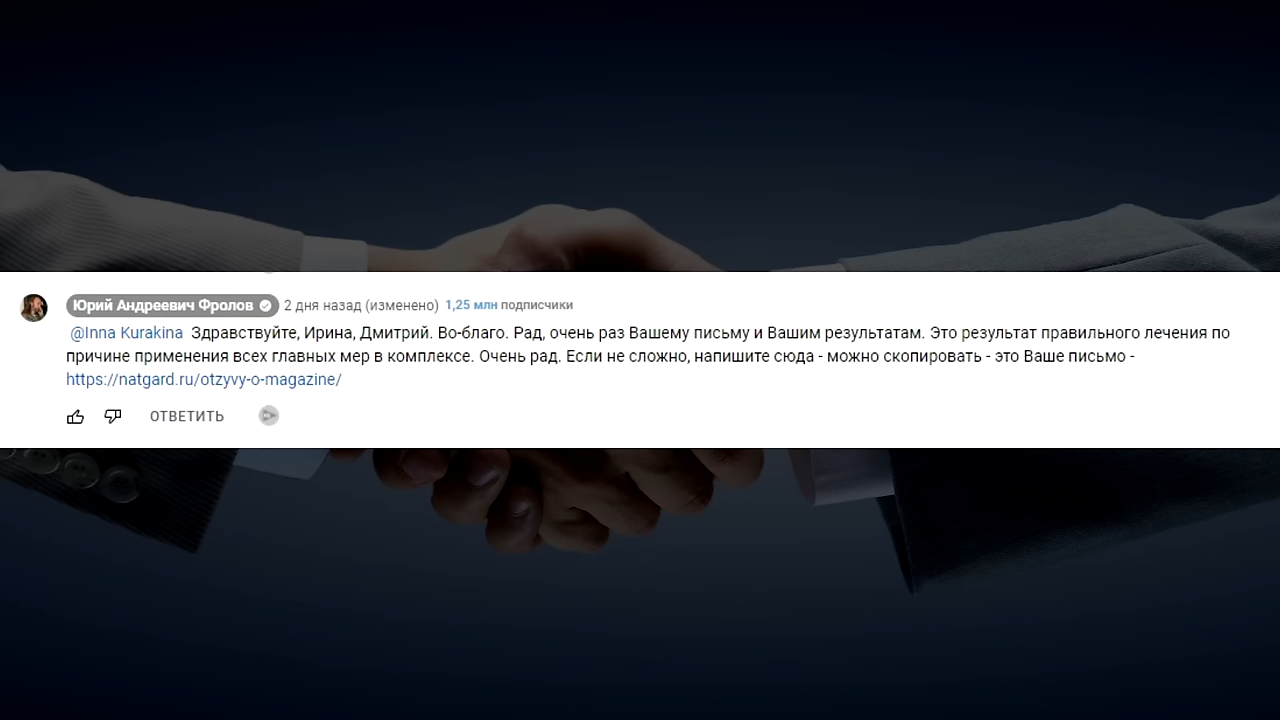 Юрий Андреевич Фролов 2 дня назад (изменено) 1,25 млн подписчики
@Inna Kurakina Здравствуйте, Ирина, Дмитрий. Во-благо. Рад, очень раз Вашему письму и Вашим результатам. Это результат правильного лечения по
причине применения всех главных мер в комплексе. Очень рад. Если не сложно, напишите сюда - можно скопировать - это Ваше письмо -
https://natgard.ru/otzyvy-o-magazine/
ОТВЕТИТЬ